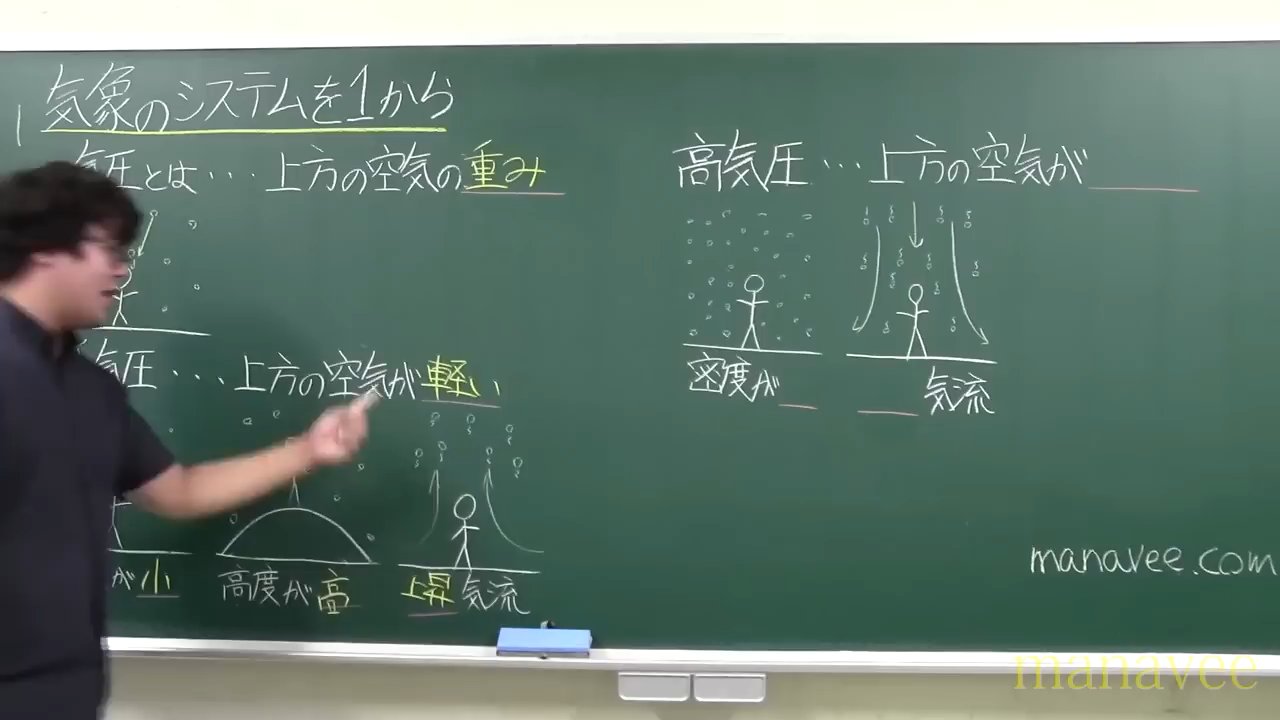 気象のシステムを1から
気圧とは… 上方の空気の重み
気圧… 上方の空気が軽い
が小
高度が高
上昇気流
高気圧… 上方の空気が
密度が
気流
manavee.com
manavee